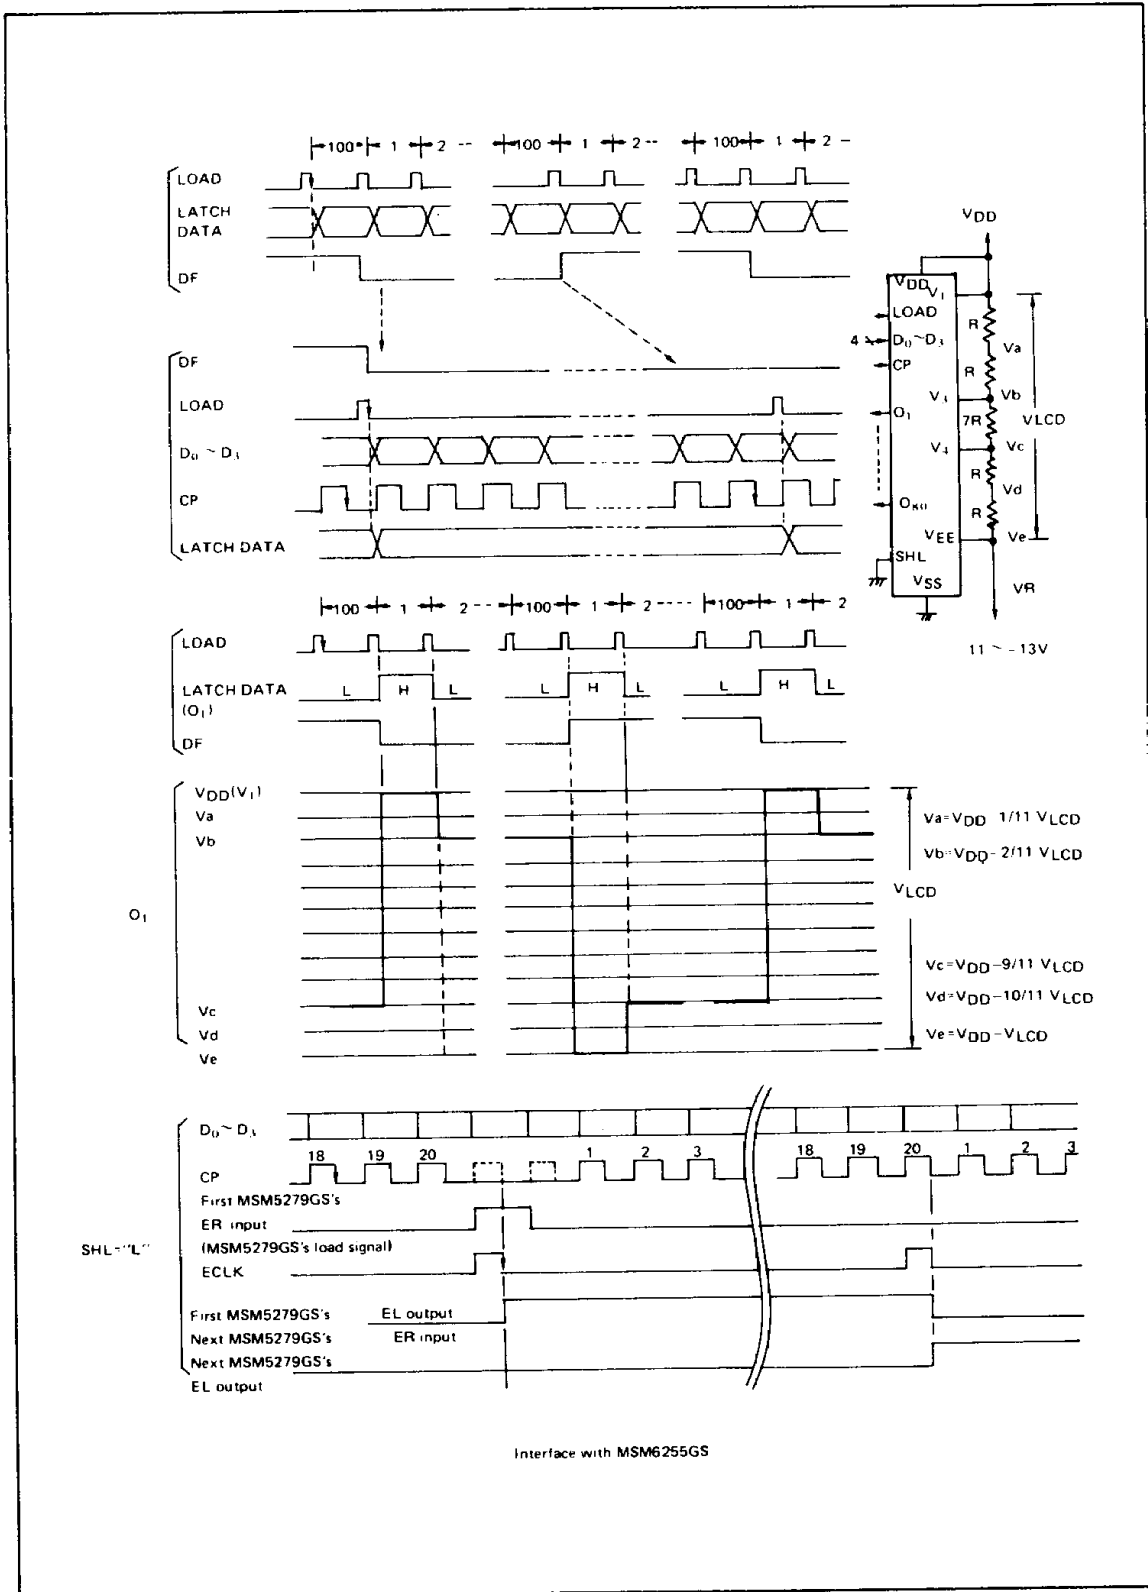 100 1 2 -- 100 1 2 -- 100 1 2 –
LOAD
LATCH
DATA
DF
DF
LOAD
D₀ ~ D₃
CP
LATCH DATA
VDD
VDD
V₁
LOAD
4 D₀~D₃
CP
O₁
V₃
V₄
O₈₀
VEE
SHL
VSS
R
Va
R
Vb
7R
VLCD
Vc
R
Vd
R
Ve
VR
11 ~ -13V
100 1 2 100 1 2 100 1 2
LOAD
LATCH DATA
(O₁)
L H L L H L L H L
DF
VDD(V₁)
Va
Vb
O₁
Vc
Vd
Ve
Va=VDD 1/11 VLCD
Vb=VDD–2/11 VLCD
VLCD
Vc=VDD–9/11 VLCD
Vd=VDD–10/11 VLCD
Ve=VDD–VLCD
D₀~D₃
18 19 20 1 2 3 18 19 20 1 2 3
CP
First MSM5279GS's
ER input
SHL="L"
(MSM5279GS's load signal)
ECLK
First MSM5279GS's EL output
Next MSM5279GS's ER input
Next MSM5279GS's
EL output
Interface with MSM6255GS